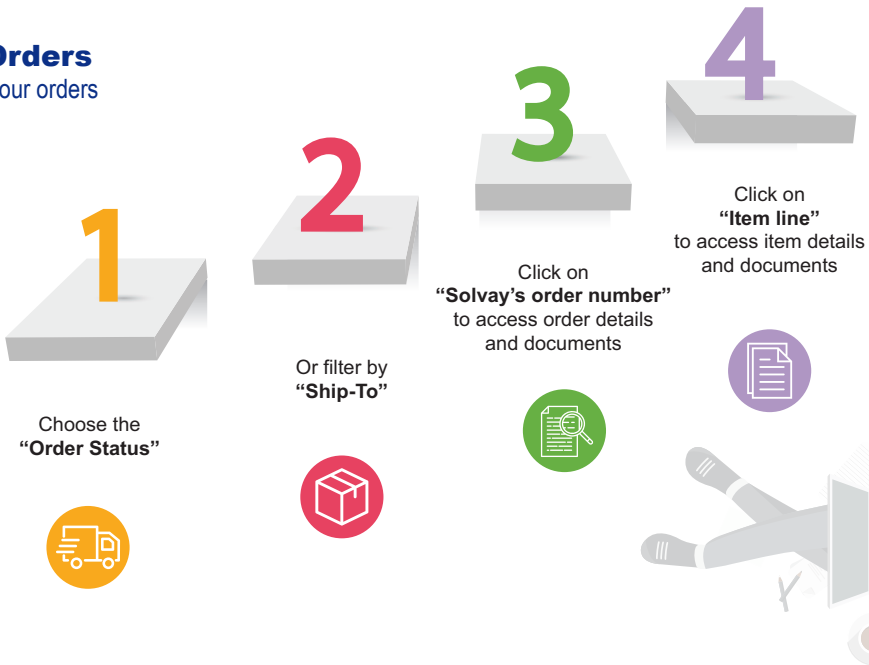 Orders
our orders
1
Choose the
“Order Status”
2
Or filter by
“Ship-To”
3
Click on
“Solvay’s order number”
to access order details
and documents
4
Click on
“Item line”
to access item details
and documents